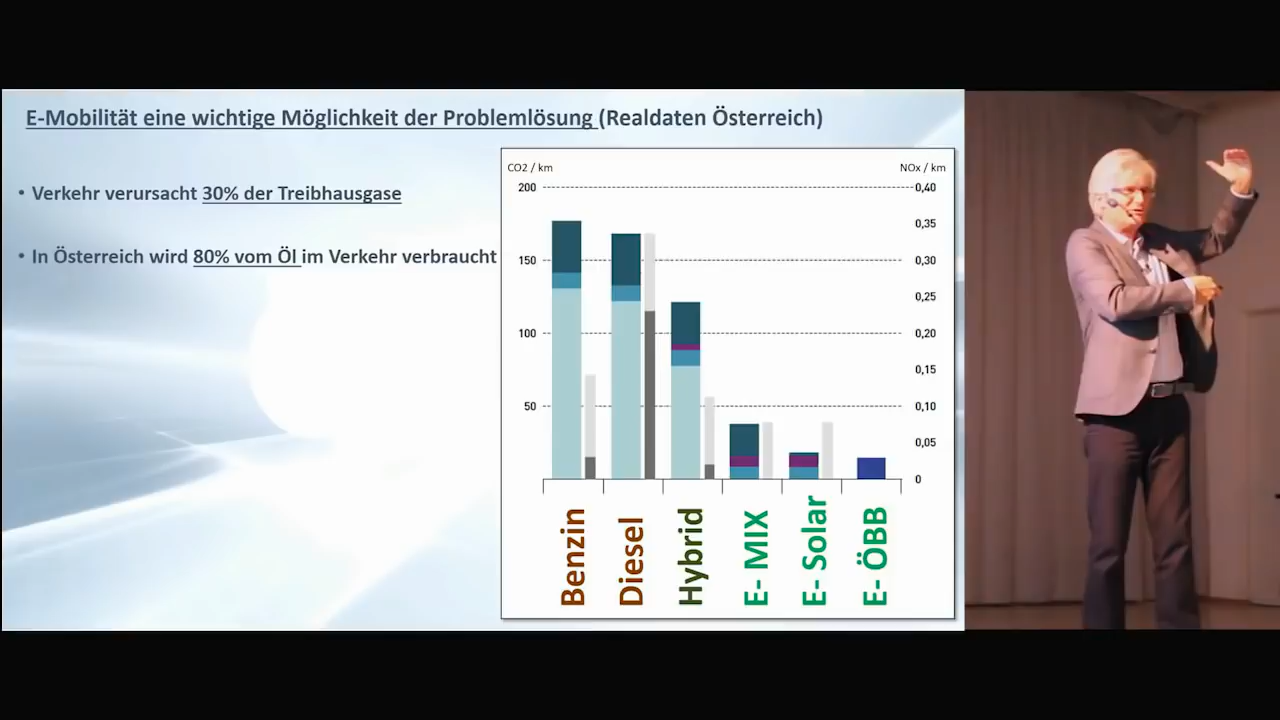 E-Mobilität eine wichtige Möglichkeit der Problemlösung (Realdaten Österreich)
• Verkehr verursacht 30% der Treibhausgase
• In Österreich wird 80% vom Öl im Verkehr verbraucht
CO2 / km
NOx / km
200
150
100
50
0,40
0,35
0,30
0,25
0,20
0,15
0,10
0,05
0
Benzin
Diesel
Hybrid
E- MIX
E- Solar
E- ÖBB